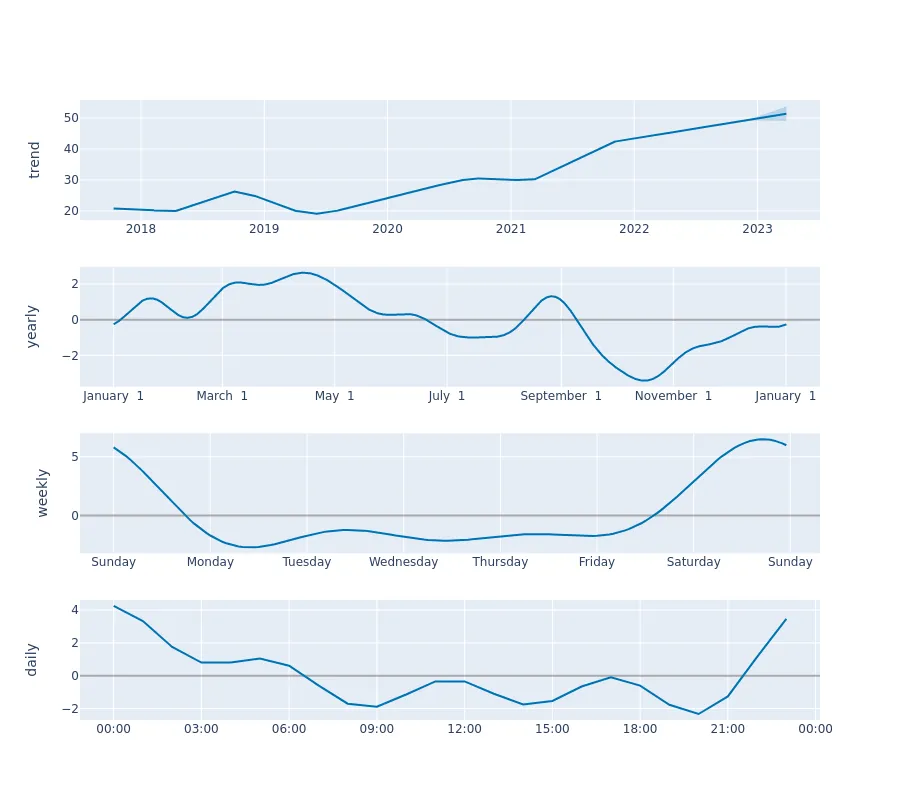 trend
50
40
30
20
2018 2019 2020 2021 2022 2023
yearly
2
0
−2
January 1 March 1 May 1 July 1 September 1 November 1 January 1
weekly
5
0
Sunday Monday Tuesday Wednesday Thursday Friday Saturday Sunday
daily
4
2
0
−2
00:00 03:00 06:00 09:00 12:00 15:00 18:00 21:00 00:00